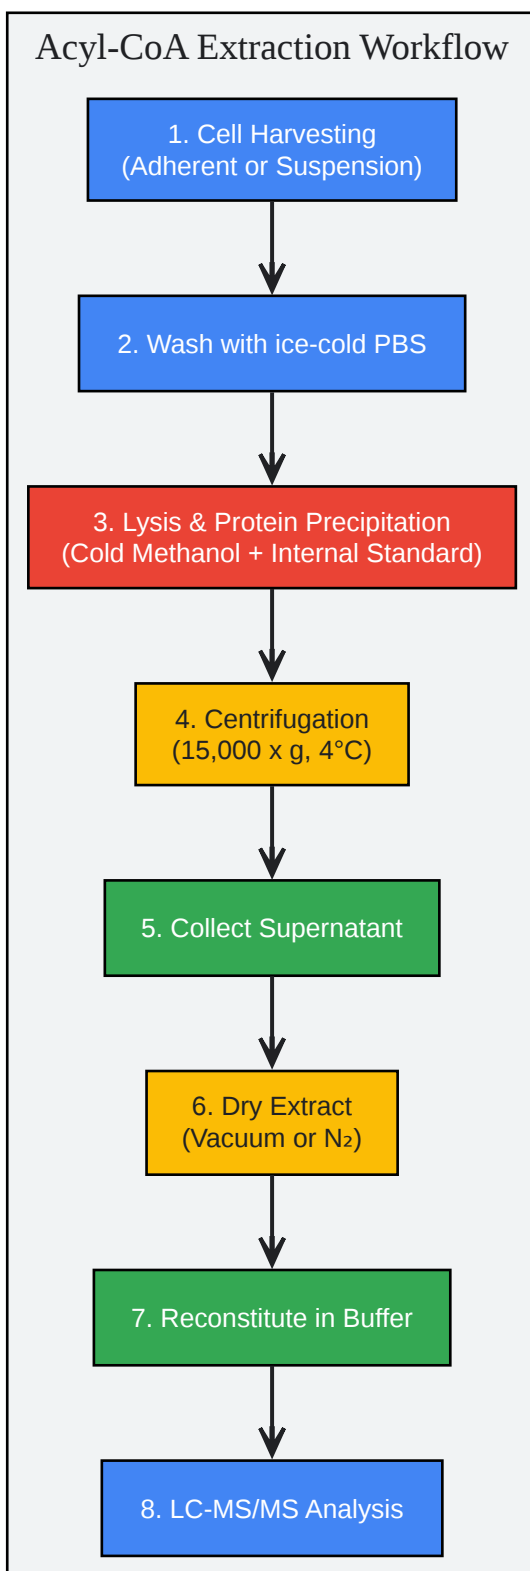 Acyl-CoA Extraction Workflow
1. Cell Harvesting
(Adherent or Suspension)
2. Wash with ice-cold PBS
3. Lysis & Protein Precipitation
(Cold Methanol + Internal Standard)
4. Centrifugation
(15,000 x g, 4°C)
5. Collect Supernatant
6. Dry Extract
(Vacuum or N₂)
7. Reconstitute in Buffer
8. LC-MS/MS Analysis